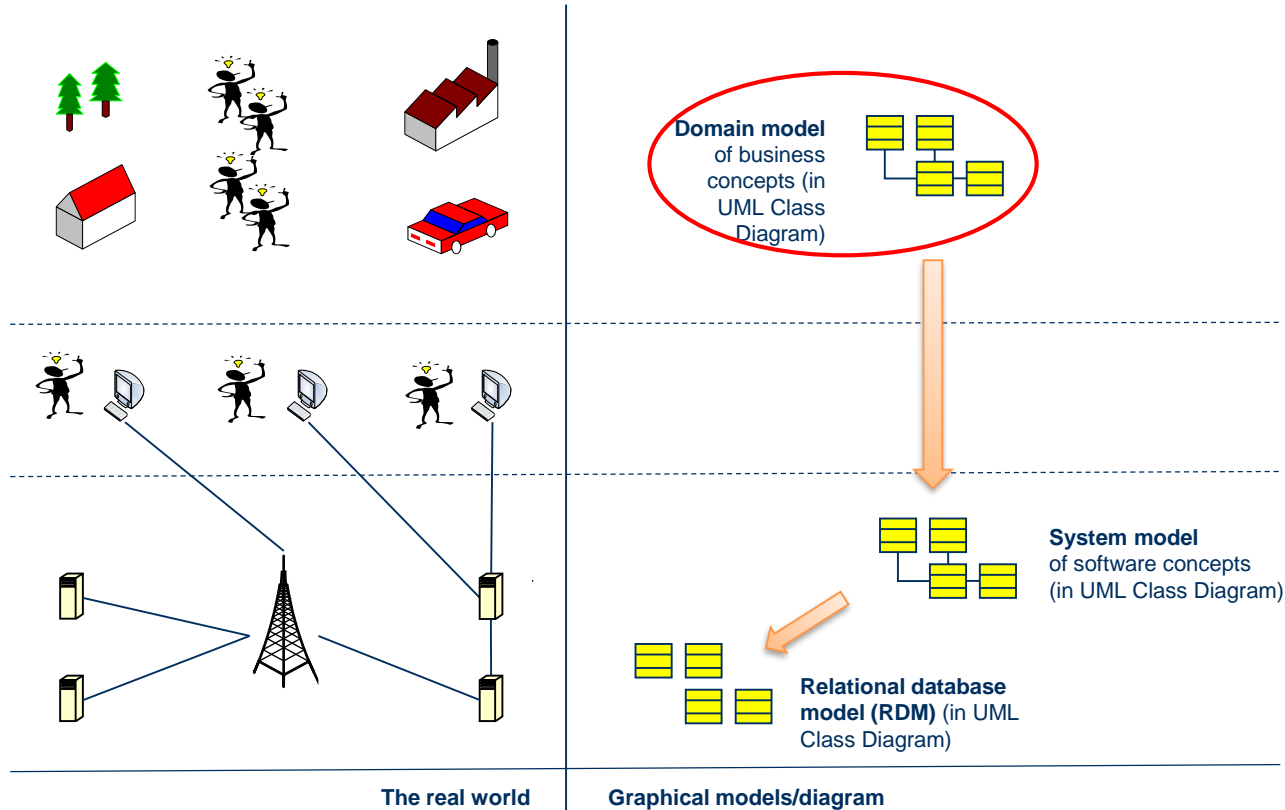 Domain model
of business
concepts (in
UML Class
Diagram)
System model
of software concepts
(in UML Class Diagram)
Relational database
model (RDM) (in UML
Class Diagram)
The real world
Graphical models/diagram